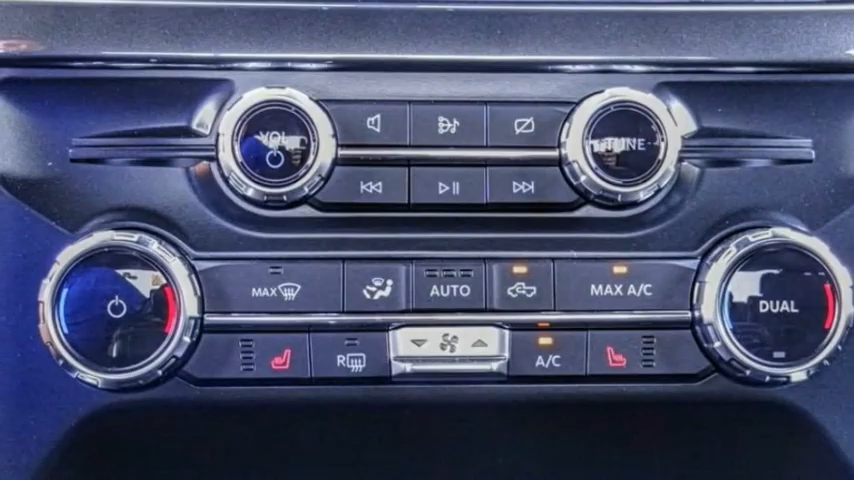 VOL
TUNE
MAX
AUTO
MAX A/C
DUAL
R
A/C